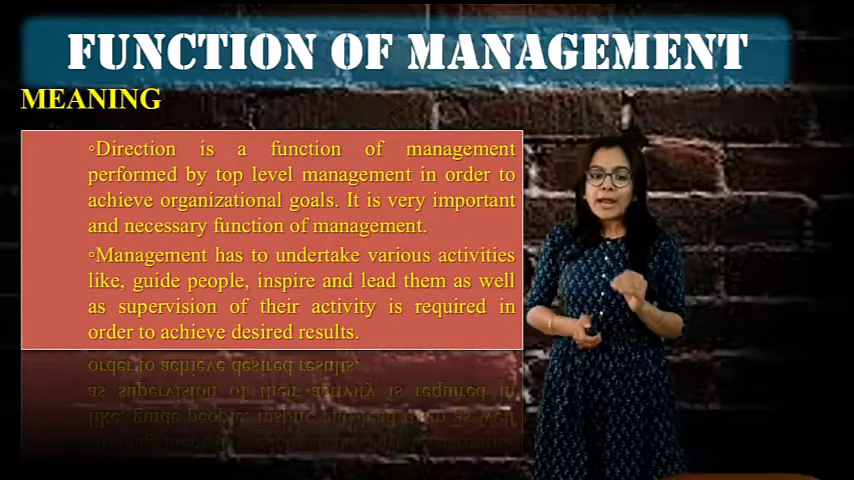 FUNCTION OF MANAGEMENT
MEANING
◦Direction is a function of management
performed by top level management in order to
achieve organizational goals. It is very important
and necessary function of management.
◦Management has to undertake various activities
like, guide people, inspire and lead them as well
as supervision of their activity is required in
order to achieve desired results.